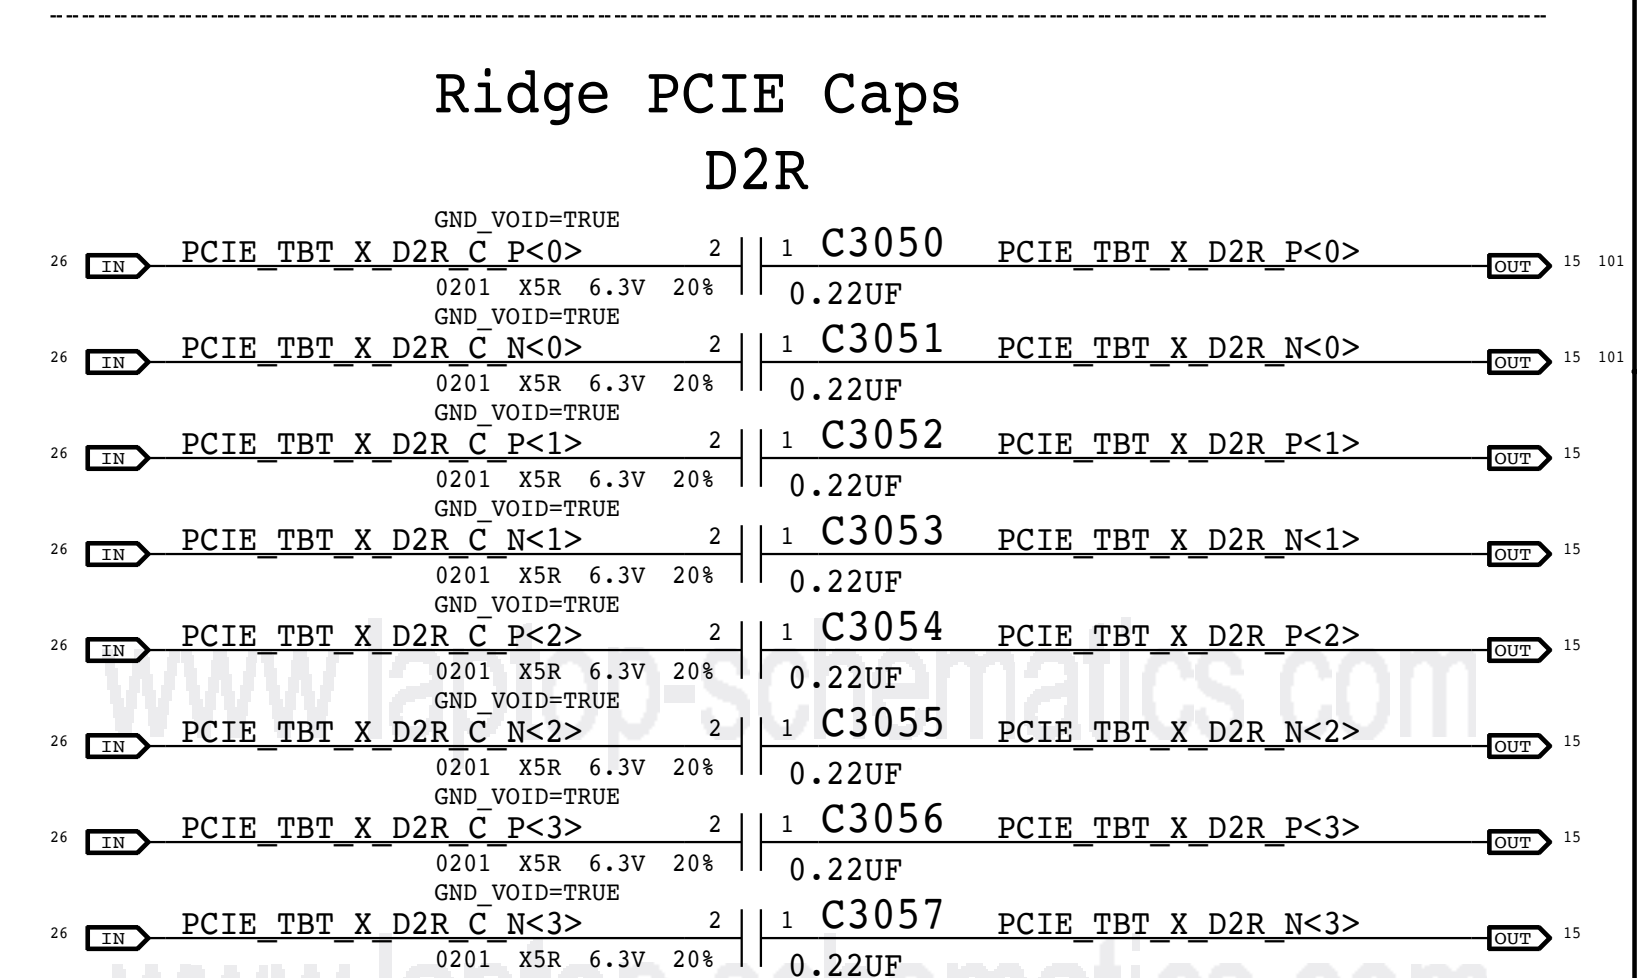 Ridge PCIE Caps
D2R
GND_VOID=TRUE
26 IN PCIE_TBT_X_D2R_C_P<0> 2 1 C3050 PCIE_TBT_X_D2R_P<0> OUT 15 101
0201 X5R 6.3V 20% 0.22UF
GND_VOID=TRUE
26 IN PCIE_TBT_X_D2R_C_N<0> 2 1 C3051 PCIE_TBT_X_D2R_N<0> OUT 15 101
0201 X5R 6.3V 20% 0.22UF
GND_VOID=TRUE
26 IN PCIE_TBT_X_D2R_C_P<1> 2 1 C3052 PCIE_TBT_X_D2R_P<1> OUT 15
0201 X5R 6.3V 20% 0.22UF
GND_VOID=TRUE
26 IN PCIE_TBT_X_D2R_C_N<1> 2 1 C3053 PCIE_TBT_X_D2R_N<1> OUT 15
0201 X5R 6.3V 20% 0.22UF
GND_VOID=TRUE
26 IN PCIE_TBT_X_D2R_C_P<2> 2 1 C3054 PCIE_TBT_X_D2R_P<2> OUT 15
www.laptop-schematics.com
0201 X5R 6.3V 20% 0.22UF
GND_VOID=TRUE
26 IN PCIE_TBT_X_D2R_C_N<2> 2 1 C3055 PCIE_TBT_X_D2R_N<2> OUT 15
0201 X5R 6.3V 20% 0.22UF
GND_VOID=TRUE
26 IN PCIE_TBT_X_D2R_C_P<3> 2 1 C3056 PCIE_TBT_X_D2R_P<3> OUT 15
0201 X5R 6.3V 20% 0.22UF
GND_VOID=TRUE
26 IN PCIE_TBT_X_D2R_C_N<3> 2 1 C3057 PCIE_TBT_X_D2R_N<3> OUT 15
0201 X5R 6.3V 20% 0.22UF
www.laptop-schematics.com